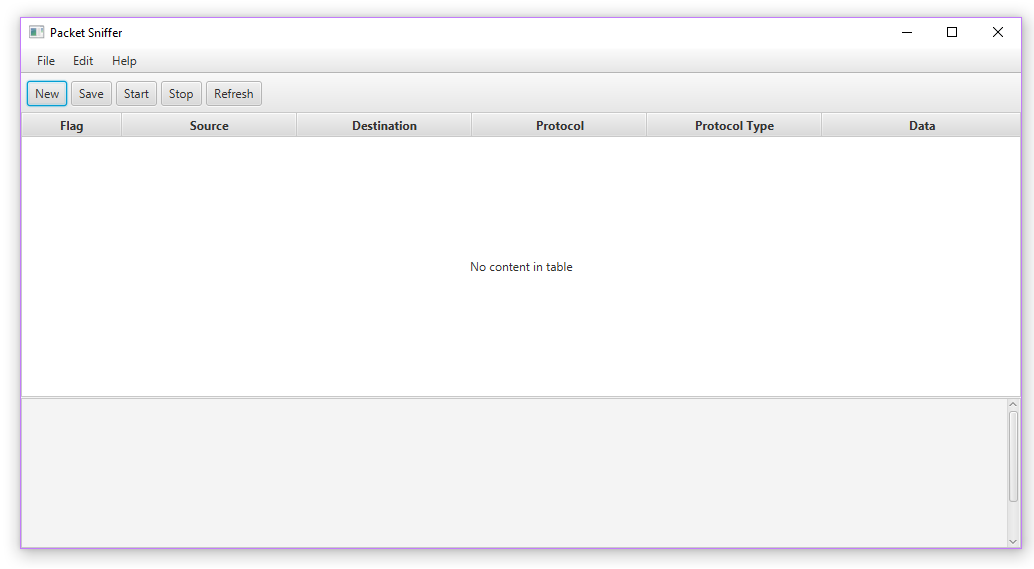 Packet Sniffer
File Edit Help
New Save Start Stop Refresh
Flag Source Destination Protocol Protocol Type Data
No content in table